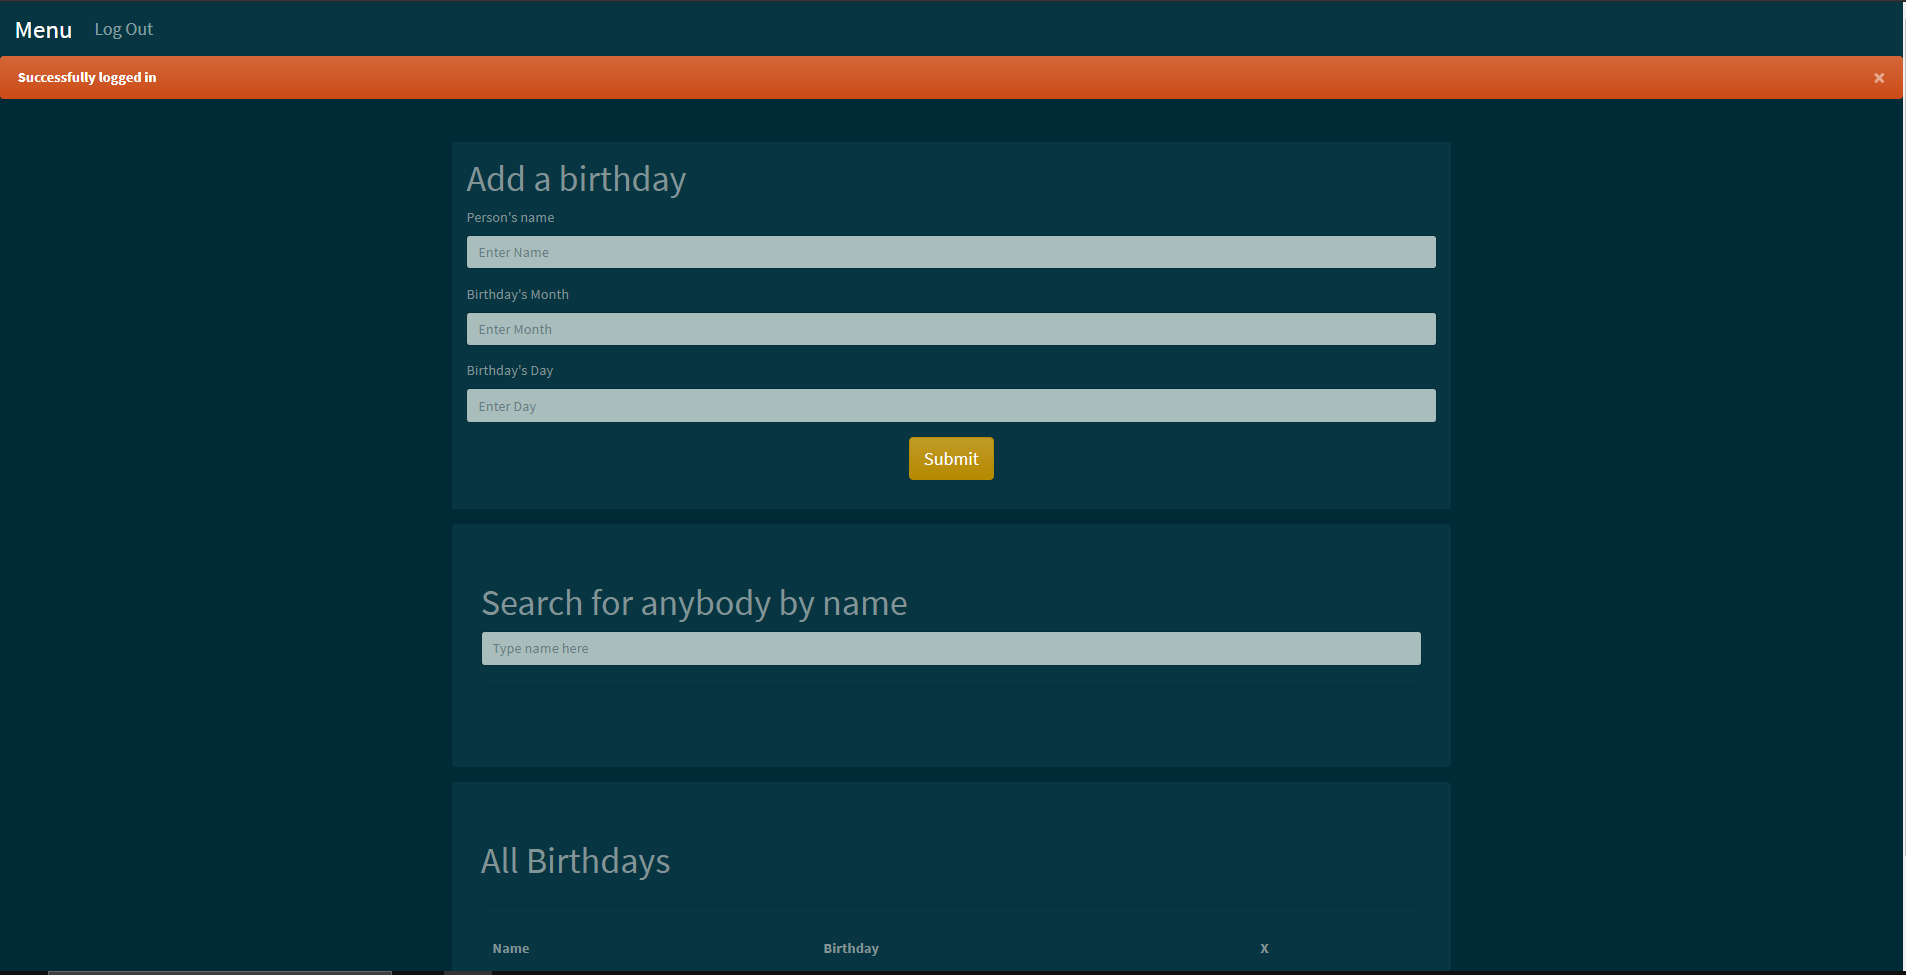 Menu Log Out
Successfully logged in ×
Add a birthday
Person's name
Enter Name
Birthday's Month
Enter Month
Birthday's Day
Enter Day
Submit
Search for anybody by name
Type name here
All Birthdays
Name Birthday X